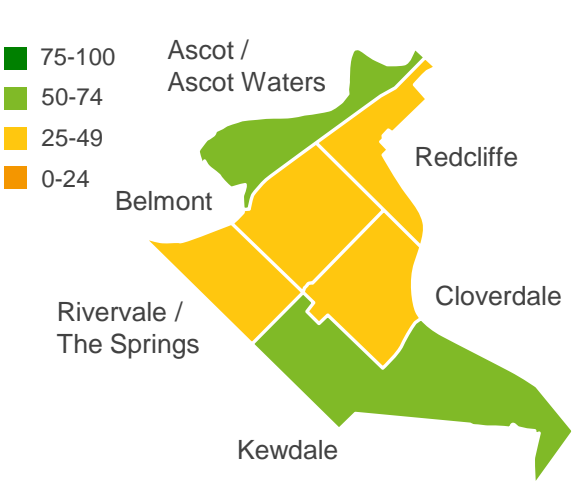 75-100
50-74
25-49
0-24
Ascot /
Ascot Waters
Redcliffe
Belmont
Cloverdale
Rivervale /
The Springs
Kewdale